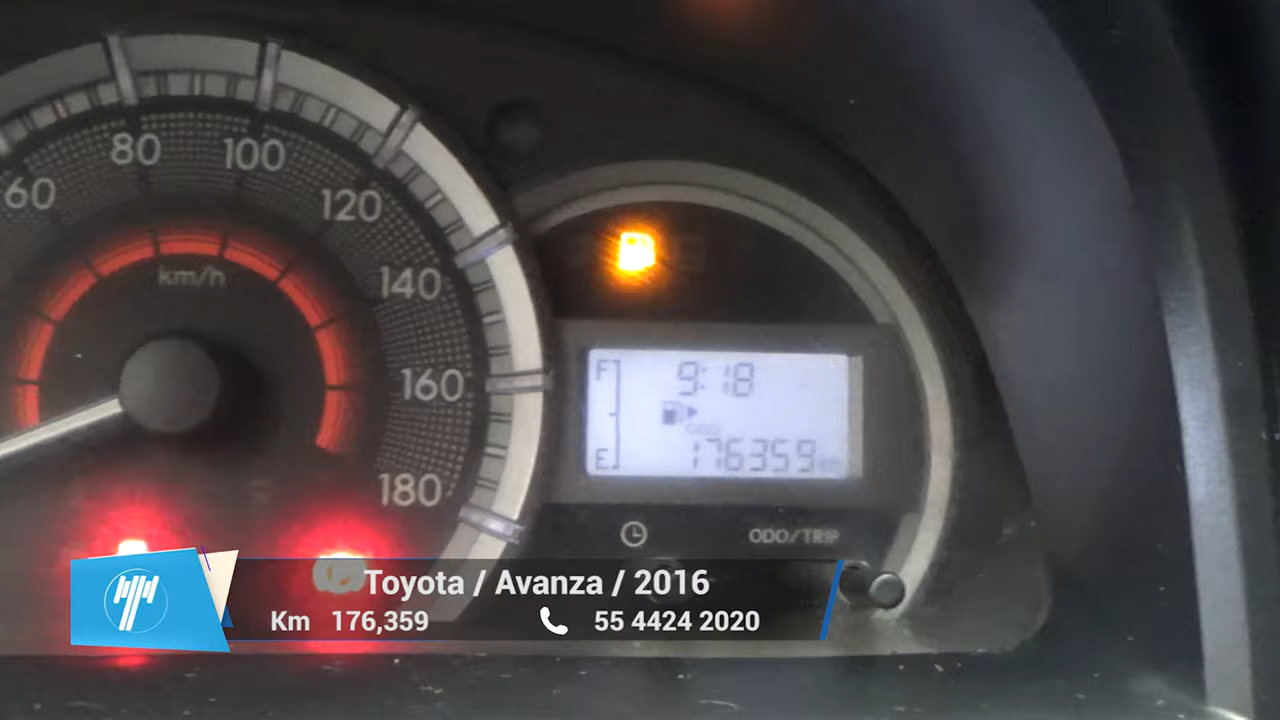 60
80
100
120
140
160
180
km/h
F
9:18
ODO
E
176359
ODO/TRIP
Toyota / Avanza / 2016
Km 176,359
55 4424 2020